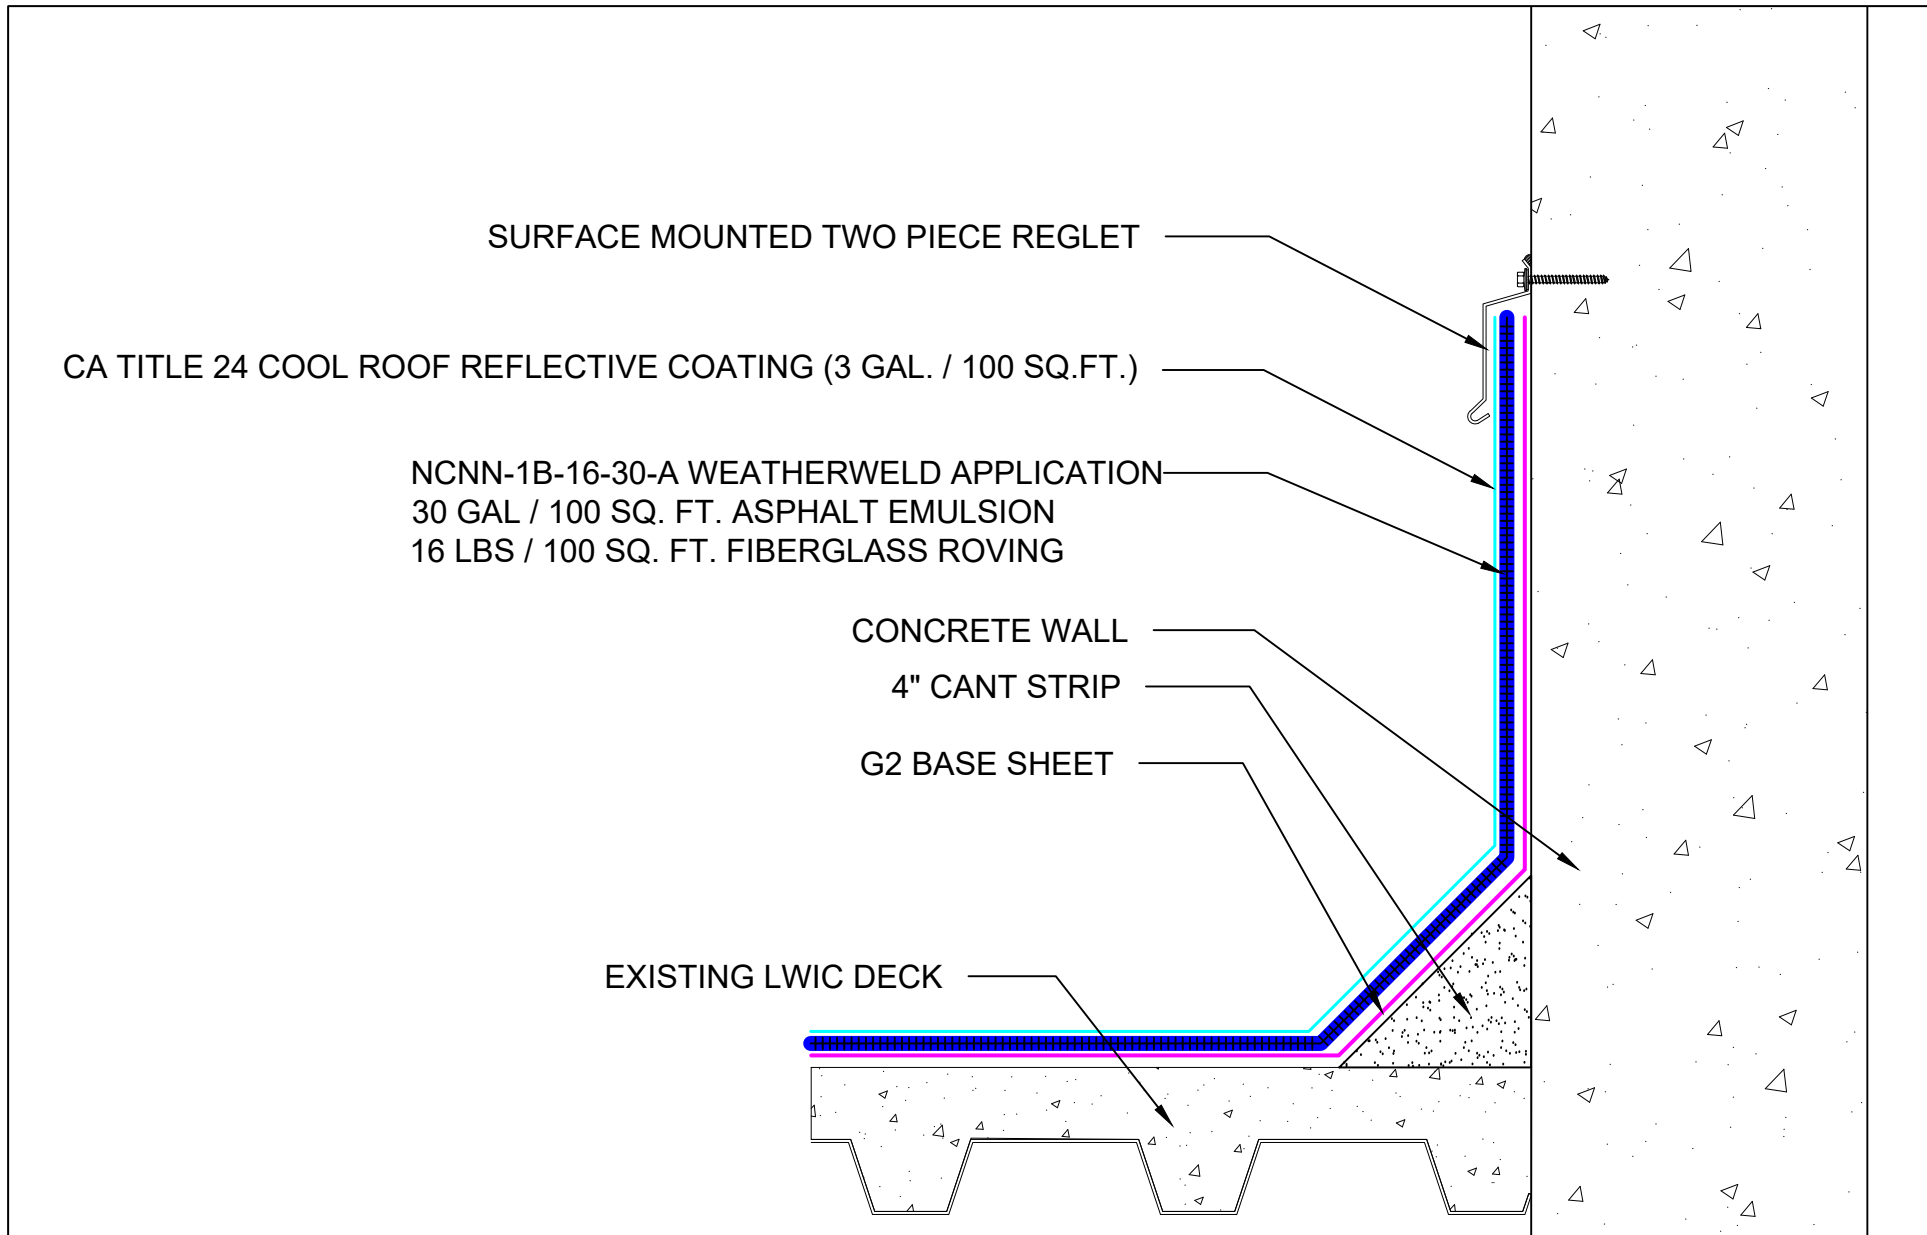 SURFACE MOUNTED TWO PIECE REGLET
CA TITLE 24 COOL ROOF REFLECTIVE COATING (3 GAL. / 100 SQ.FT.)
NCNN-1B-16-30-A WEATHERWELD APPLICATION
30 GAL / 100 SQ. FT. ASPHALT EMULSION
16 LBS / 100 SQ. FT. FIBERGLASS ROVING
CONCRETE WALL
4" CANT STRIP
G2 BASE SHEET
EXISTING LWIC DECK